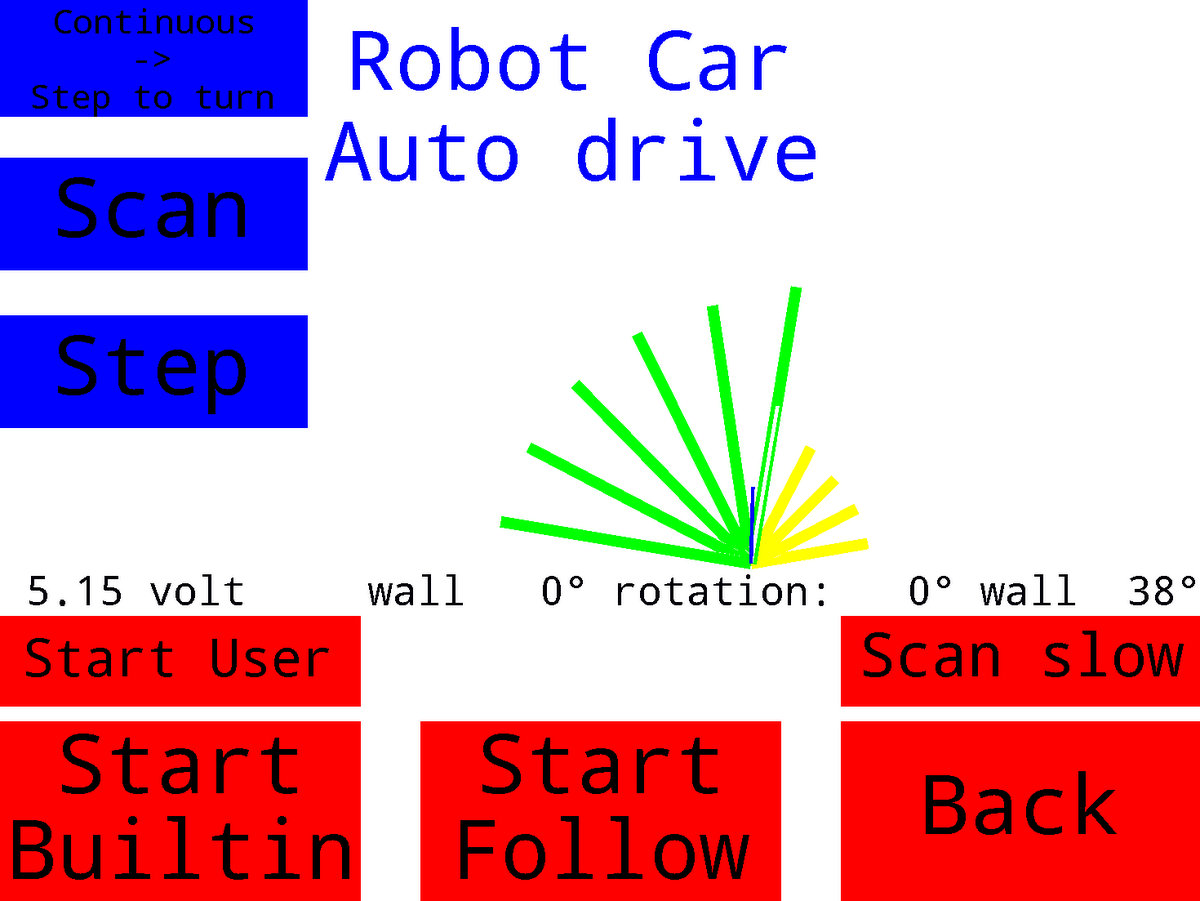 Continuous
->
Step to turn
Robot Car
Auto drive
Scan
Step
5.15 volt wall 0° rotation: 0° wall 38°
Start User
Scan slow
Start
Builtin
Start
Follow
Back